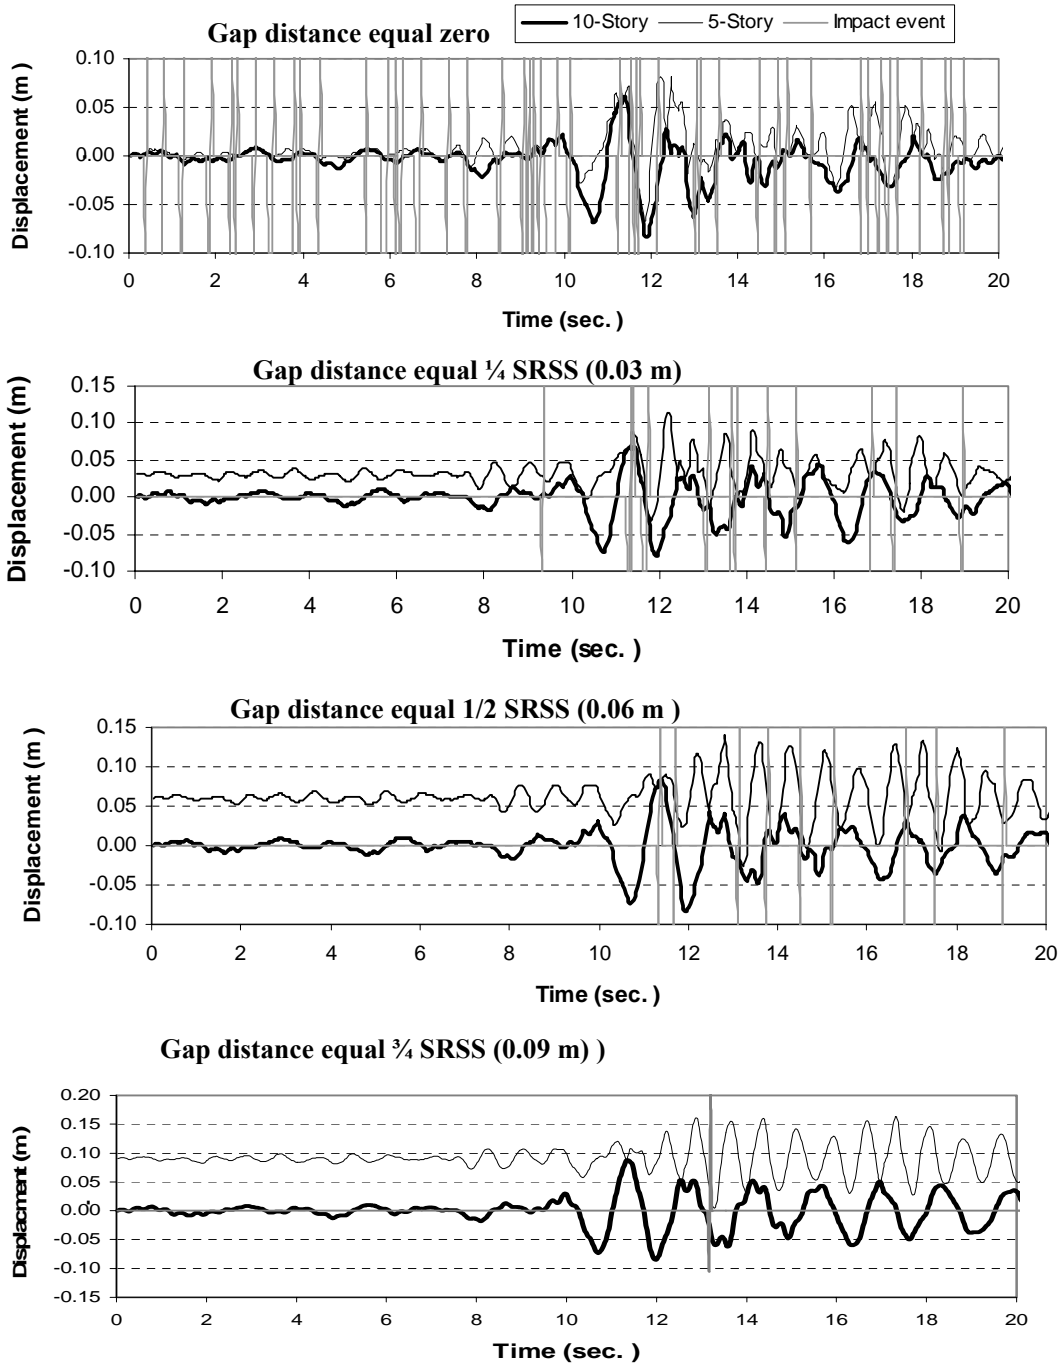 10-Story 5-Story Impact event
Gap distance equal zero
Displacement (m )
0.10
0.05
0.00
-0.05
-0.10
0 2 4 6 8 10 12 14 16 18 20
Time (sec. )
Gap distance equal ¼ SRSS (0.03 m)
Displacement (m)
0.15
0.10
0.05
0.00
-0.05
-0.10
0 2 4 6 8 10 12 14 16 18 20
Time (sec. )
Gap distance equal 1/2 SRSS (0.06 m )
Displacement (m )
0.15
0.10
0.05
0.00
-0.05
-0.10
0 2 4 6 8 10 12 14 16 18 20
Time (sec. )
Gap distance equal ¾ SRSS (0.09 m) )
Displacment (m)
0.20
0.15
0.10
0.05
0.00
-0.05
-0.10
-0.15
0 2 4 6 8 10 12 14 16 18 20
Time (sec. )